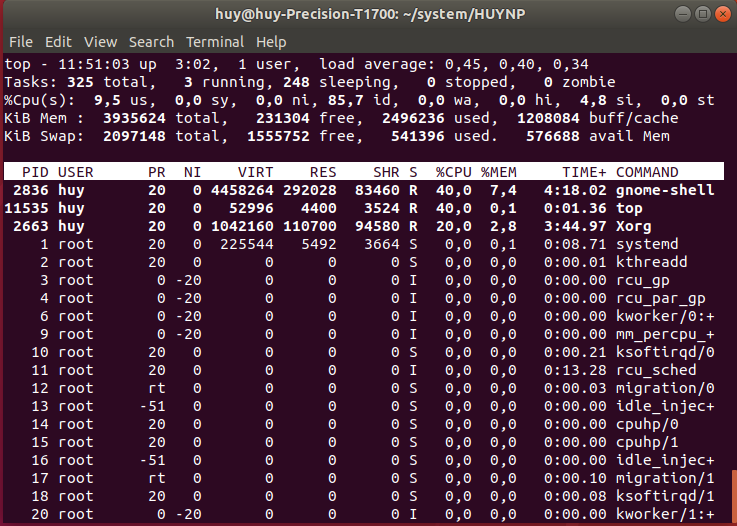 huy@huy-Precision-T1700: ~/system/HUYNP
File Edit View Search Terminal Help
top - 11:51:03 up  3:02,  1 user,  load average: 0,45, 0,40, 0,34
Tasks: 325 total,   3 running, 248 sleeping,   0 stopped,   0 zombie
%Cpu(s):  9,5 us,  0,0 sy,  0,0 ni, 85,7 id,  0,0 wa,  0,0 hi,  4,8 si,  0,0 st
KiB Mem :  3935624 total,   231304 free,  2496236 used,  1208084 buff/cache
KiB Swap:  2097148 total,  1555752 free,   541396 used.   576688 avail Mem
PID USER      PR  NI    VIRT    RES    SHR S  %CPU %MEM     TIME+ COMMAND
2836 huy       20   0 4458264 292028  83460 R  40,0  7,4   4:18.02 gnome-shell
11535 huy       20   0   52996   4400   3524 R  40,0  0,1   0:01.36 top
2663 huy       20   0 1042160 110700  94580 R  20,0  2,8   3:44.97 Xorg
1 root      20   0  225544   5492   3664 S   0,0  0,1   0:08.71 systemd
2 root      20   0       0      0      0 S   0,0  0,0   0:00.01 kthreadd
3 root       0 -20       0      0      0 I   0,0  0,0   0:00.00 rcu_gp
4 root       0 -20       0      0      0 I   0,0  0,0   0:00.00 rcu_par_gp
6 root       0 -20       0      0      0 I   0,0  0,0   0:00.00 kworker/0:+
9 root       0 -20       0      0      0 I   0,0  0,0   0:00.00 mm_percpu_+
10 root      20   0       0      0      0 S   0,0  0,0   0:00.21 ksoftirqd/0
11 root      20   0       0      0      0 I   0,0  0,0   0:13.28 rcu_sched
12 root      rt   0       0      0      0 S   0,0  0,0   0:00.03 migration/0
13 root     -51   0       0      0      0 S   0,0  0,0   0:00.00 idle_injec+
14 root      20   0       0      0      0 S   0,0  0,0   0:00.00 cpuhp/0
15 root      20   0       0      0      0 S   0,0  0,0   0:00.00 cpuhp/1
16 root     -51   0       0      0      0 S   0,0  0,0   0:00.00 idle_injec+
17 root      rt   0       0      0      0 S   0,0  0,0   0:00.10 migration/1
18 root      20   0       0      0      0 S   0,0  0,0   0:00.08 ksoftirqd/1
20 root       0 -20       0      0      0 I   0,0  0,0   0:00.00 kworker/1:+